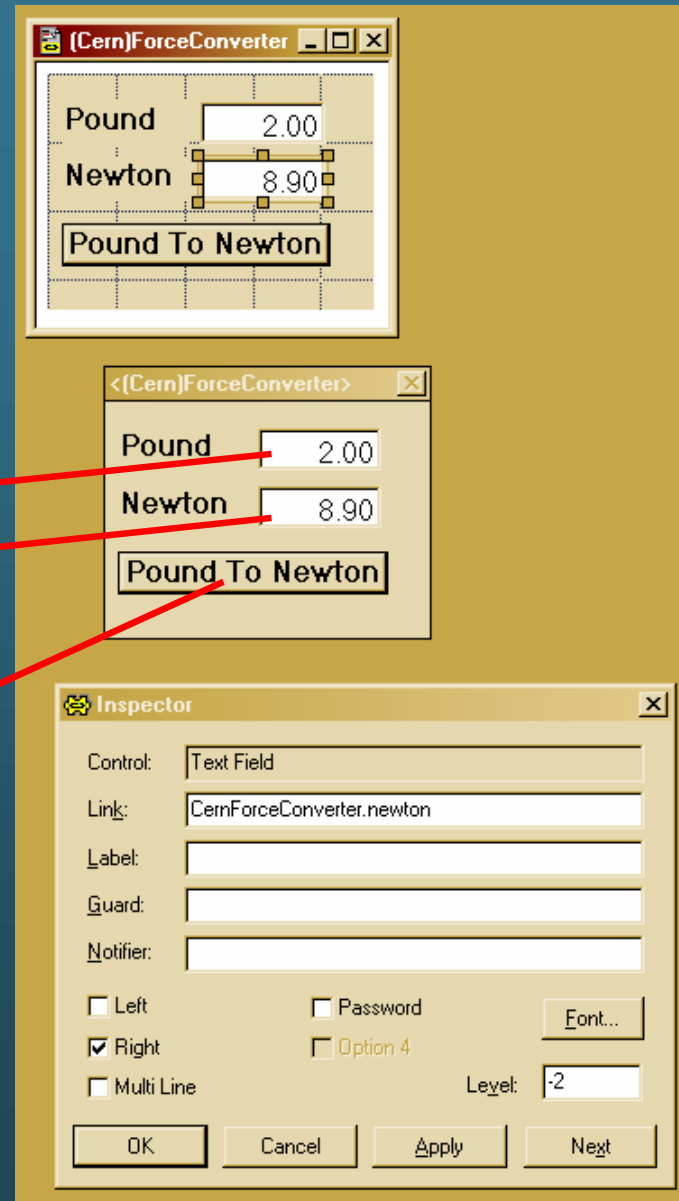 (Cern)ForceConverter
Pound 2.00
Newton 8.90
Pound To Newton
<(Cern)ForceConverter>
Pound 2.00
Newton 8.90
Pound To Newton
Inspector
Control: Text Field
Link: CernForceConverter.newton
Label:
Guard:
Notifier:
Left Password Font...
Right Option 4
Multi Line Level: -2
OK Cancel Apply Next